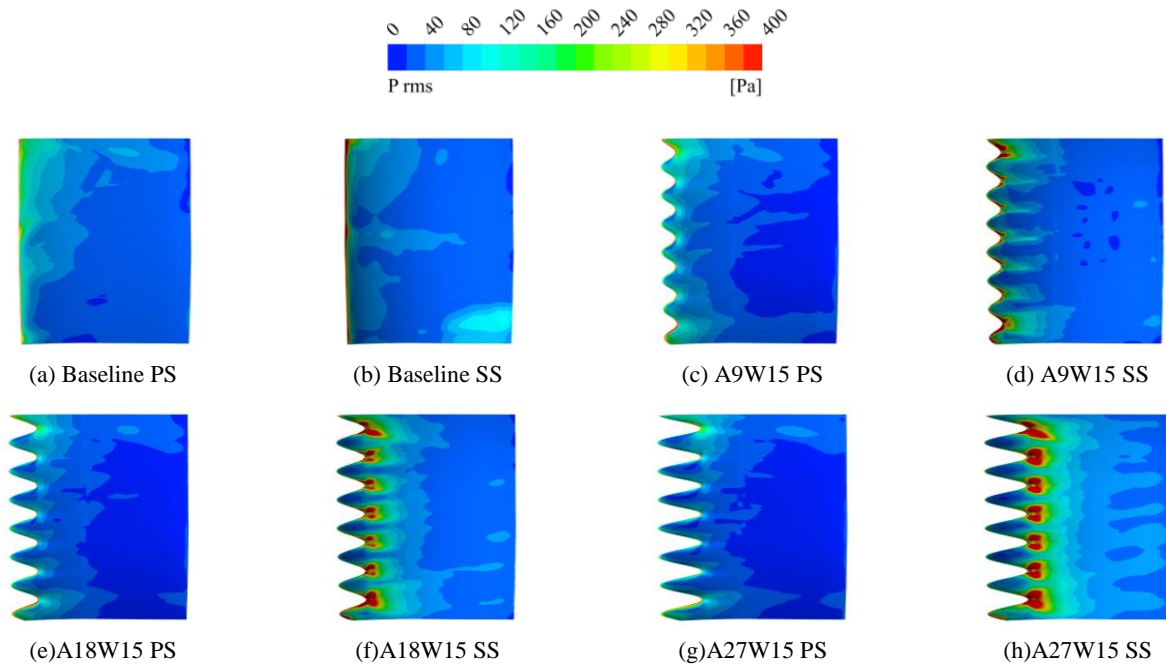 0 40 80 120 160 200 240 280 320 360 400
P rms [Pa]
(a) Baseline PS (b) Baseline SS (c) A9W15 PS (d) A9W15 SS
(e)A18W15 PS (f)A18W15 SS (g)A27W15 PS (h)A27W15 SS